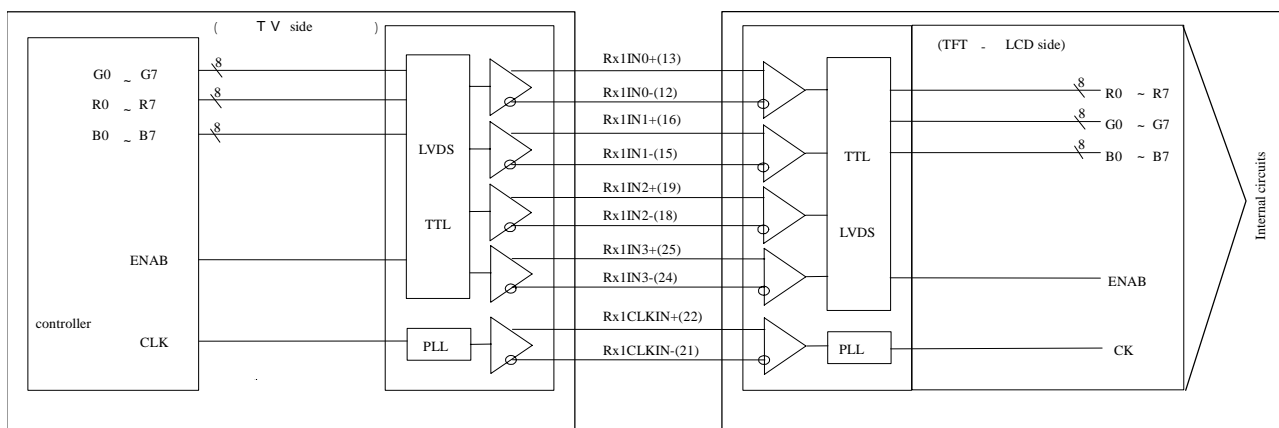 ( TV side )
G0 ~ G7
8
R0 ~ R7
8
B0 ~ B7
8
ENAB
controller
CLK
LVDS
TTL
PLL
Rx1IN0+(13)
Rx1IN0-(12)
Rx1IN1+(16)
Rx1IN1-(15)
Rx1IN2+(19)
Rx1IN2-(18)
Rx1IN3+(25)
Rx1IN3-(24)
Rx1CLKIN+(22)
Rx1CLKIN-(21)
TTL
LVDS
PLL
(TFT - LCD side)
8
R0 ~ R7
8
G0 ~ G7
8
B0 ~ B7
ENAB
CK
Internal circuits